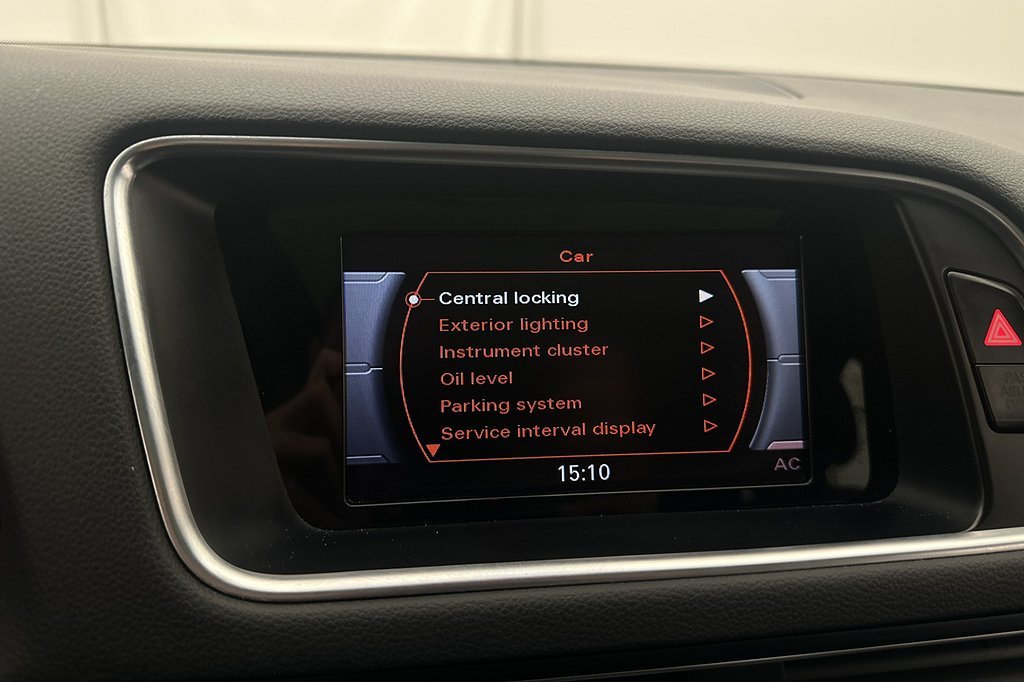 Car
Central locking
Exterior lighting
Instrument cluster
Oil level
Parking system
Service interval display
15:10
AC